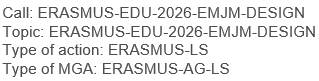 Call: ERASMUS-EDU-2026-EMJM-DESIGN
Topic: ERASMUS-EDU-2026-EMJM-DESIGN
Type of action: ERASMUS-LS
Type of MGA: ERASMUS-AG-LS